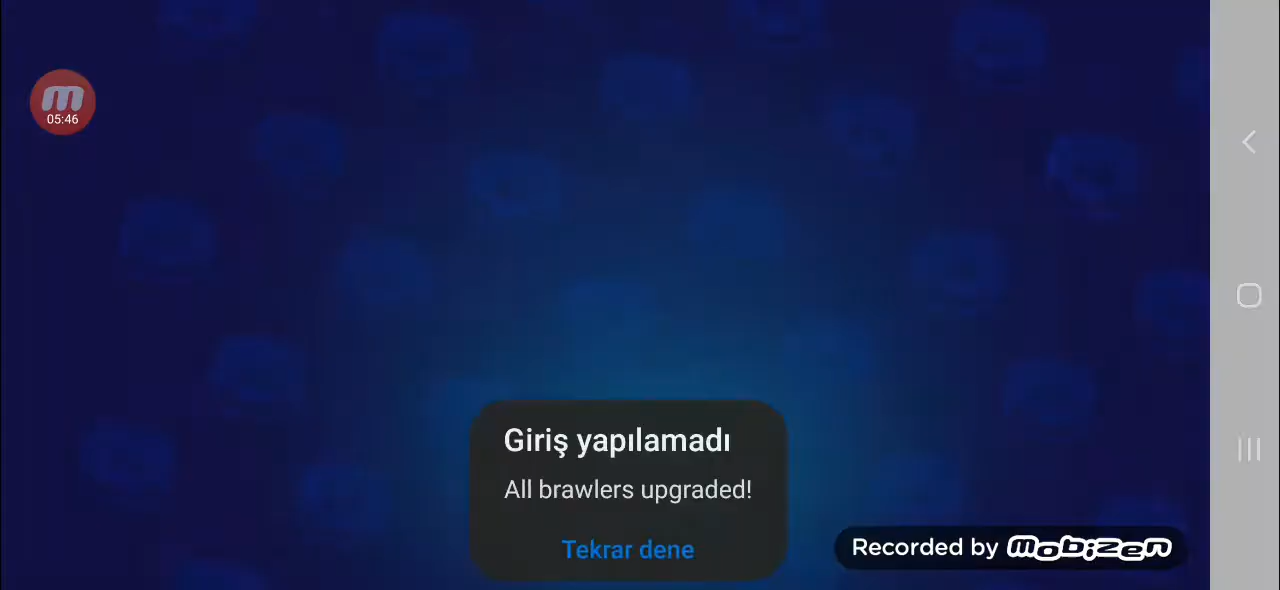 m
05:46
Giriş yapılamadı
All brawlers upgraded!
Tekrar dene
Recorded by mobizen